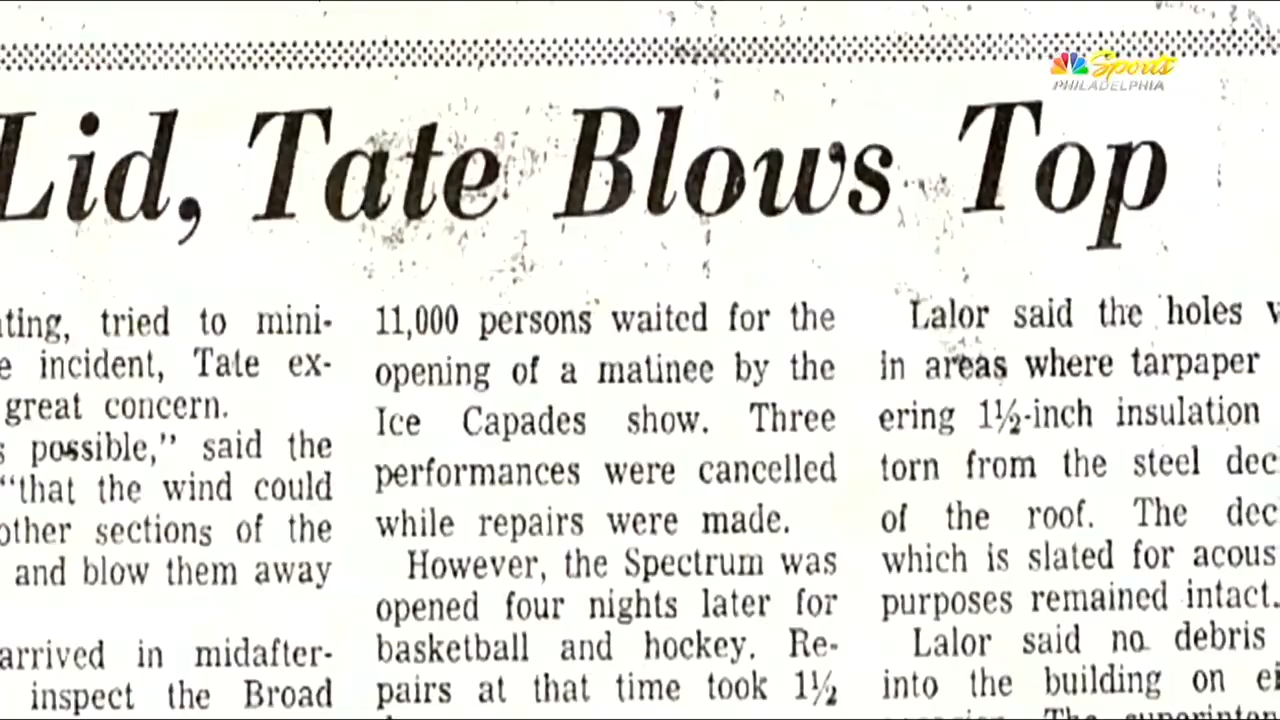 Sports
PHILADELPHIA
Lid, Tate Blows Top
ting, tried to mini-
e incident, Tate ex-
great concern.
s possible," said the
"that the wind could
other sections of the
and blow them away
arrived in midafter-
inspect the Broad
11,000 persons waited for the
opening of a matinee by the
Ice Capades show. Three
performances were cancelled
while repairs were made.
However, the Spectrum was
opened four nights later for
basketball and hockey. Re-
pairs at that time took 1½
Lalor said the holes
in areas where tarpaper
ering 1½-inch insulation
torn from the steel dec
of the roof. The dec
which is slated for acous
purposes remained intact.
Lalor said no debris
into the building on ei